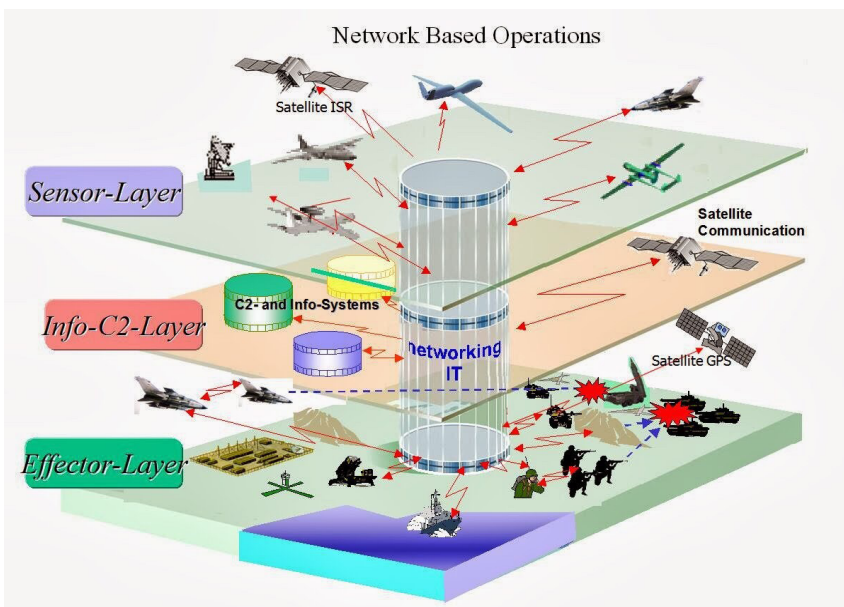 Network Based Operations
Satellite ISR
Sensor-Layer
Satellite
Communication
C2- and Info-Systems
Info-C2-Layer
networking
IT
Satellite GPS
Effector-Layer